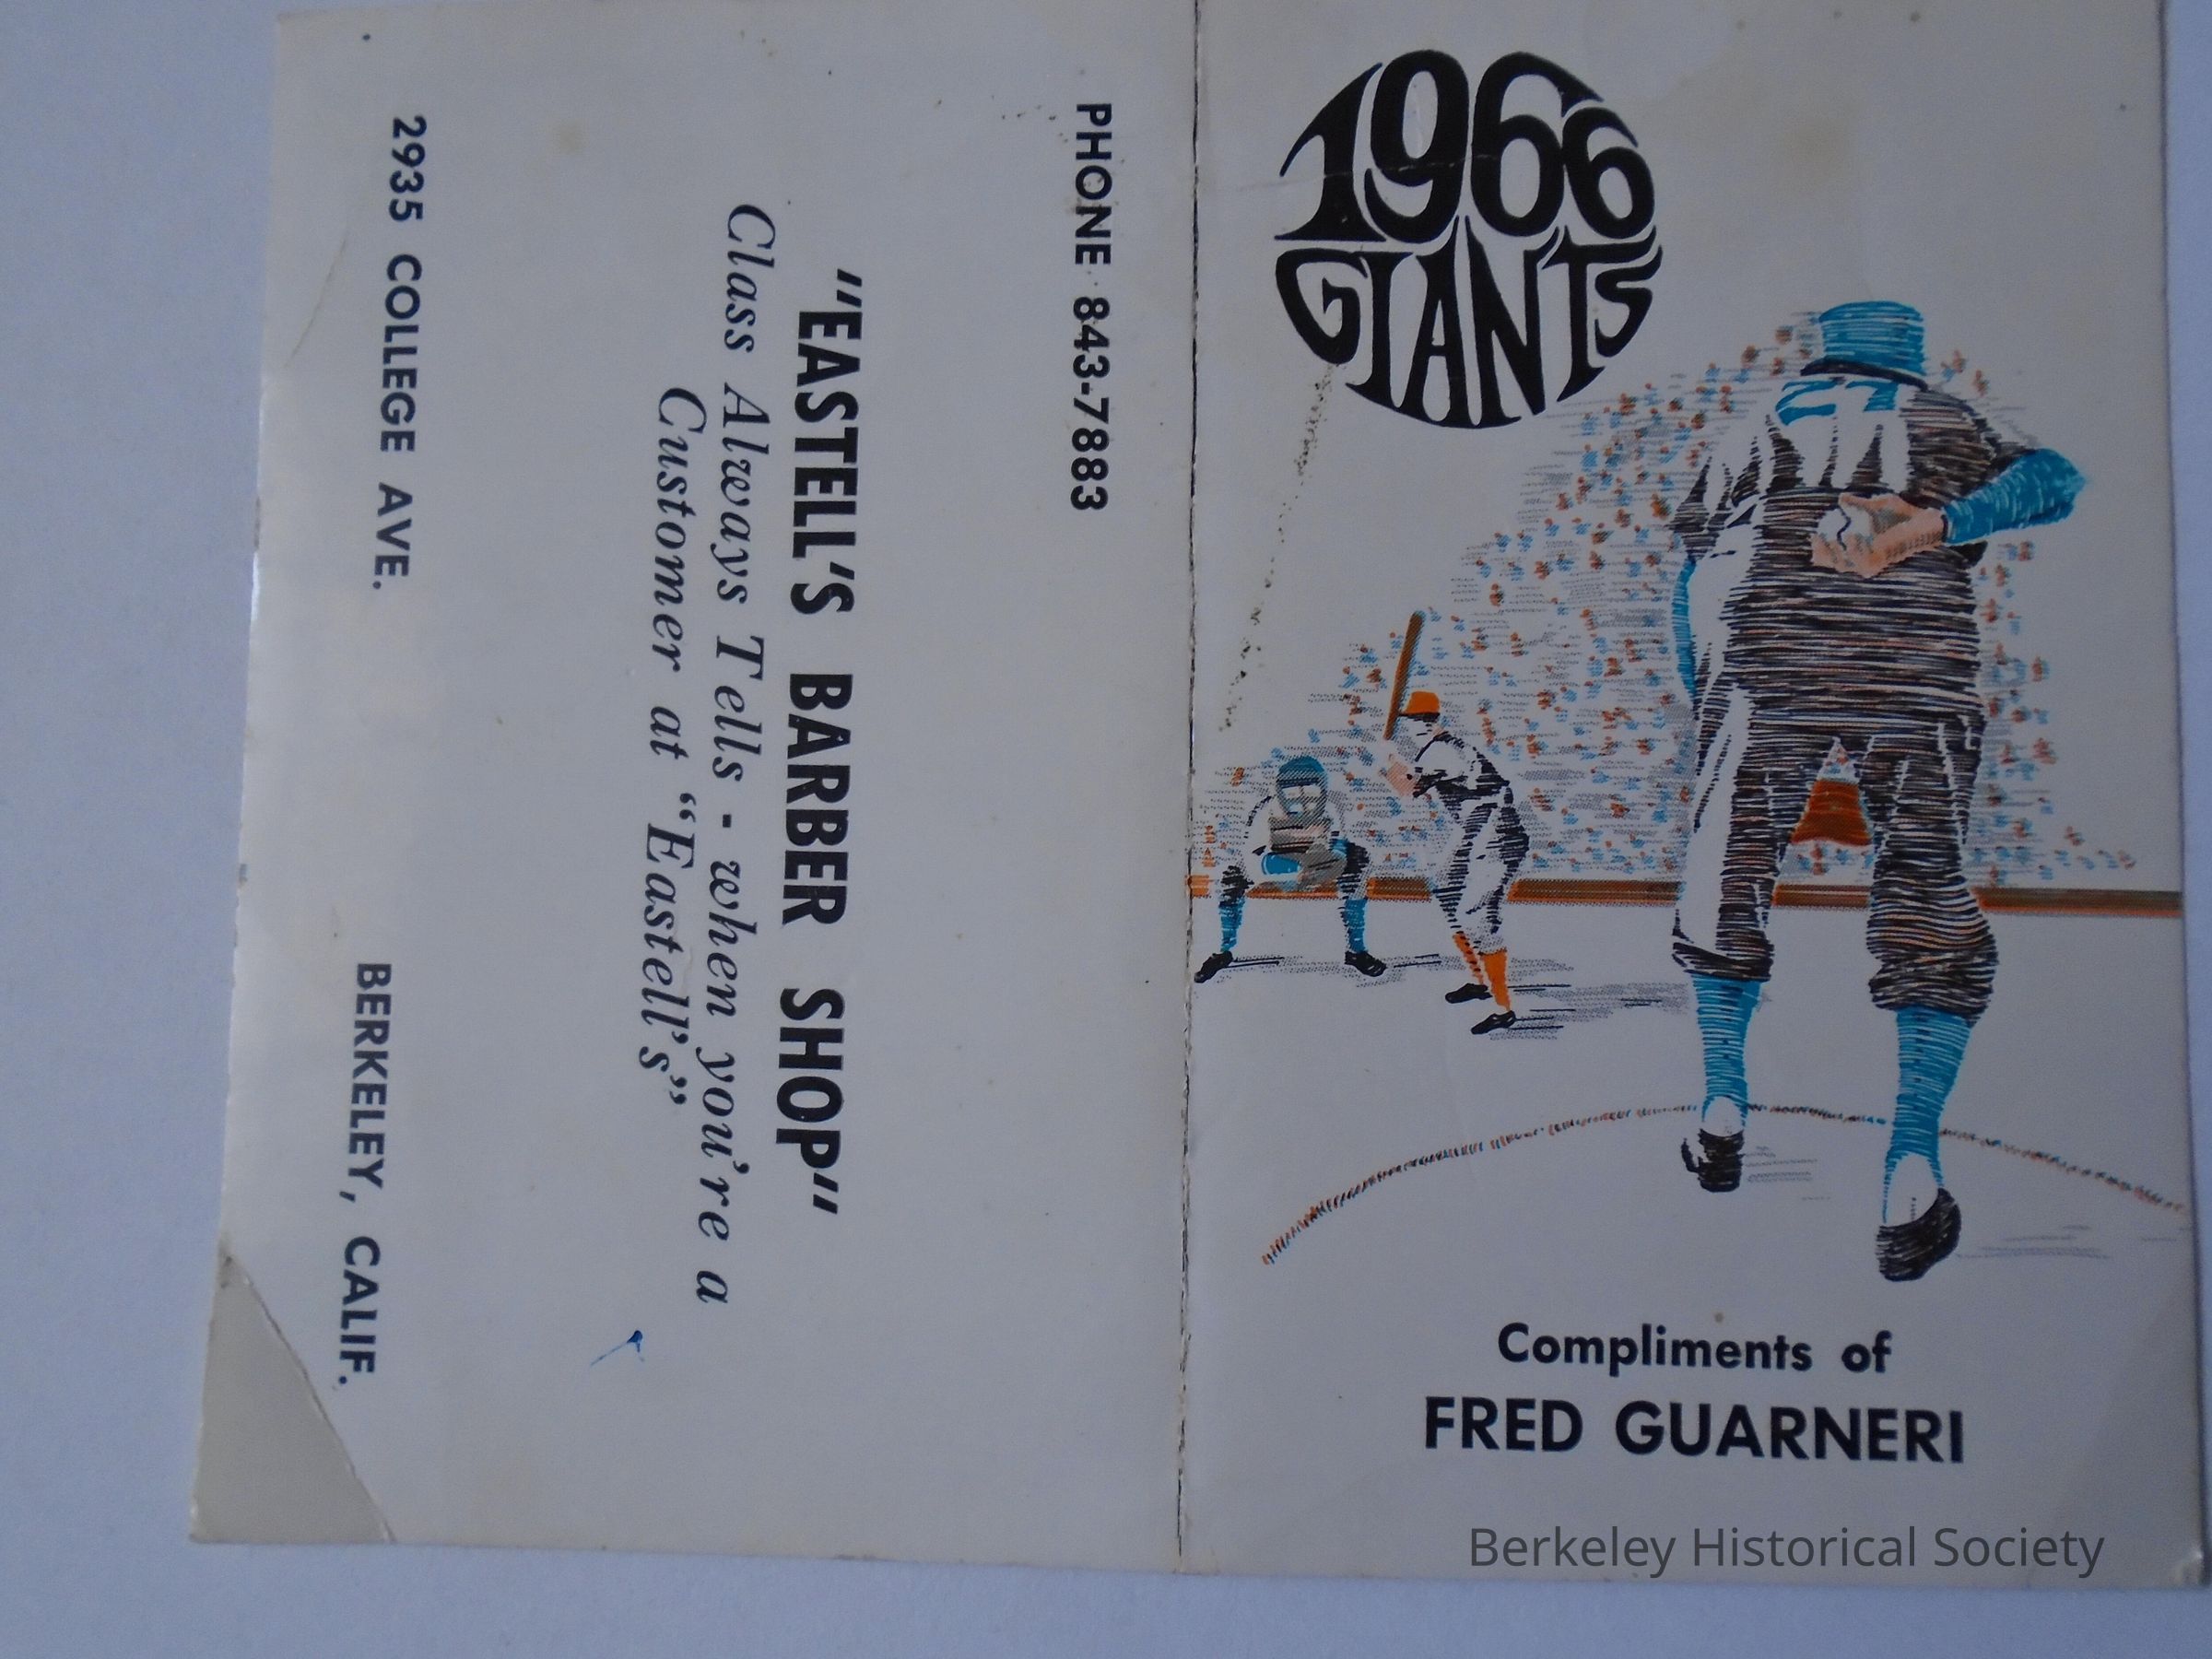 1966
GIANTS
Compliments of
FRED GUARNERI
PHONE 843-7883
"EASTELL'S BARBER SHOP"
Class Always Tells - when you're a
Customer at "Eastell's"
2935 COLLEGE AVE. BERKELEY, CALIF.
Berkeley Historical Society